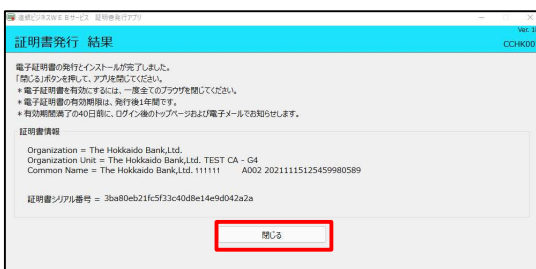 道銀ビジネスWEBサービス 証明書発行アプリ
Ver. 1
証明書発行 結果
CCHK00
電子証明書の発行とインストールが完了しました。
「閉じる」ボタンを押して、アプリを閉じてください。
＊電子証明書を有効にするには、一度全てのブラウザを閉じてください。
＊電子証明書の有効期限は、発行後1年間です。
＊有効期間満了の40日前に、ログイン後のトップページおよび電子メールでお知らせします。
証明書情報
Organization = The Hokkaido Bank,Ltd.
Organization Unit = The Hokkaido Bank,Ltd. TEST CA - G4
Common Name = The Hokkaido Bank,Ltd. 111111 A002 20211115125459980589
証明書シリアル番号 = 3ba80eb21fc5f33c40d8e14e9d042a2a
閉じる